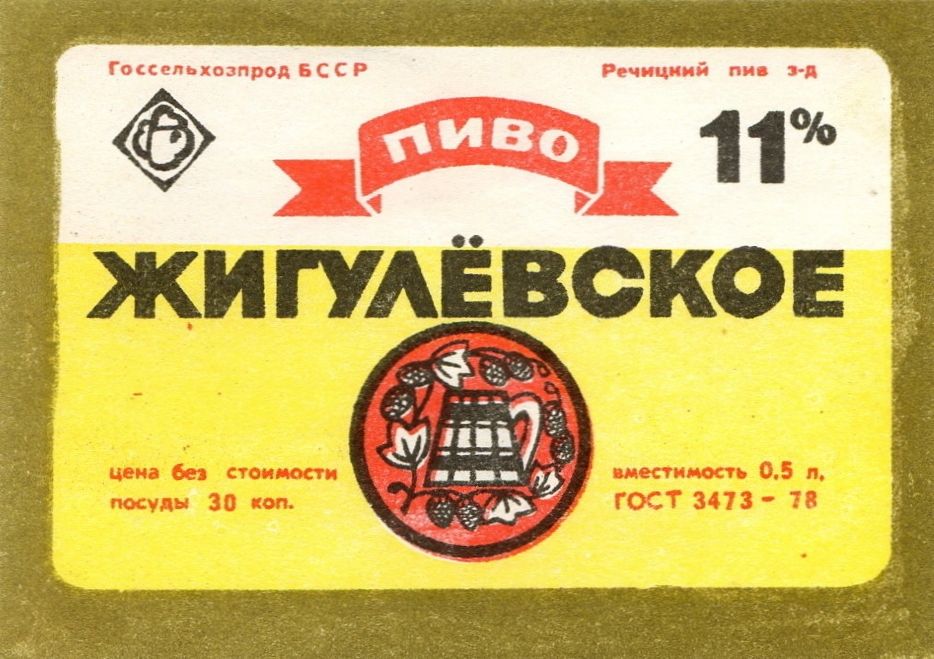 Госсельхозпрод БССР
Речицкий пив з-д
ПИВО
11%
ЖИГУЛЁВСКОЕ
цена без стоимости
посуды 30 коп.
вместимость 0,5 л,
ГОСТ 3473-78